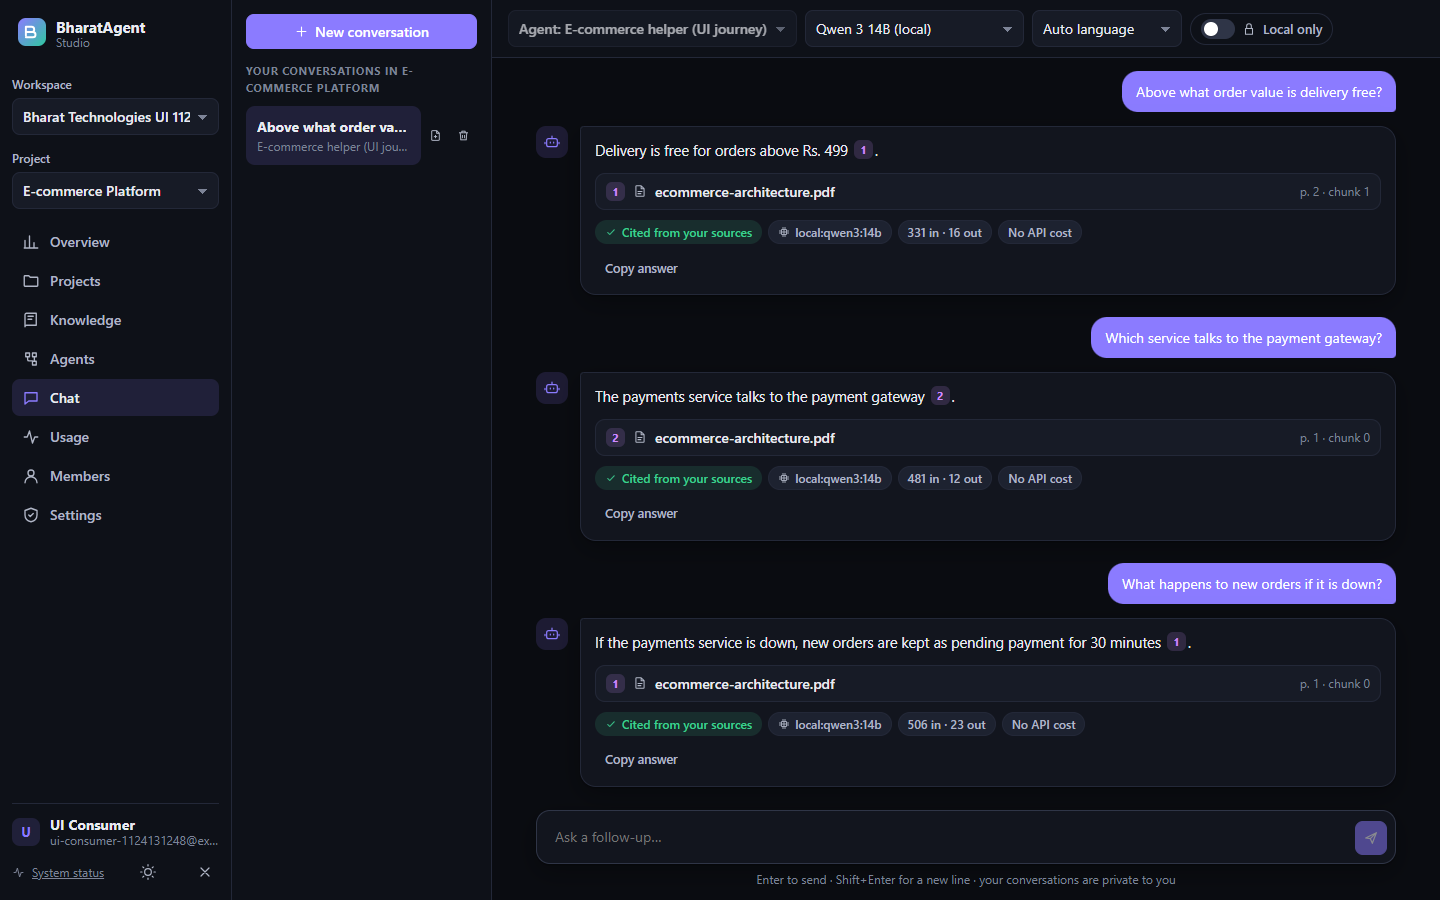 BharatAgent
Studio
Workspace
Bharat Technologies UI 112
Project
E-commerce Platform
Overview
Projects
Knowledge
Agents
Chat
Usage
Members
Settings
U
UI Consumer
ui-consumer-1124131248@ex...
System status
New conversation
YOUR CONVERSATIONS IN E-
COMMERCE PLATFORM
Above what order va...
E-commerce helper (UI jou...
Agent: E-commerce helper (UI journey)
Qwen 3 14B (local)
Auto language
Local only
Above what order value is delivery free?
Delivery is free for orders above Rs. 499 1 .
1 ecommerce-architecture.pdf p. 2 · chunk 1
Cited from your sources local:qwen3:14b 331 in · 16 out No API cost
Copy answer
Which service talks to the payment gateway?
The payments service talks to the payment gateway 2 .
2 ecommerce-architecture.pdf p. 1 · chunk 0
Cited from your sources local:qwen3:14b 481 in · 12 out No API cost
Copy answer
What happens to new orders if it is down?
If the payments service is down, new orders are kept as pending payment for 30 minutes 1 .
1 ecommerce-architecture.pdf p. 1 · chunk 0
Cited from your sources local:qwen3:14b 506 in · 23 out No API cost
Copy answer
Ask a follow-up...
Enter to send · Shift+Enter for a new line · your conversations are private to you